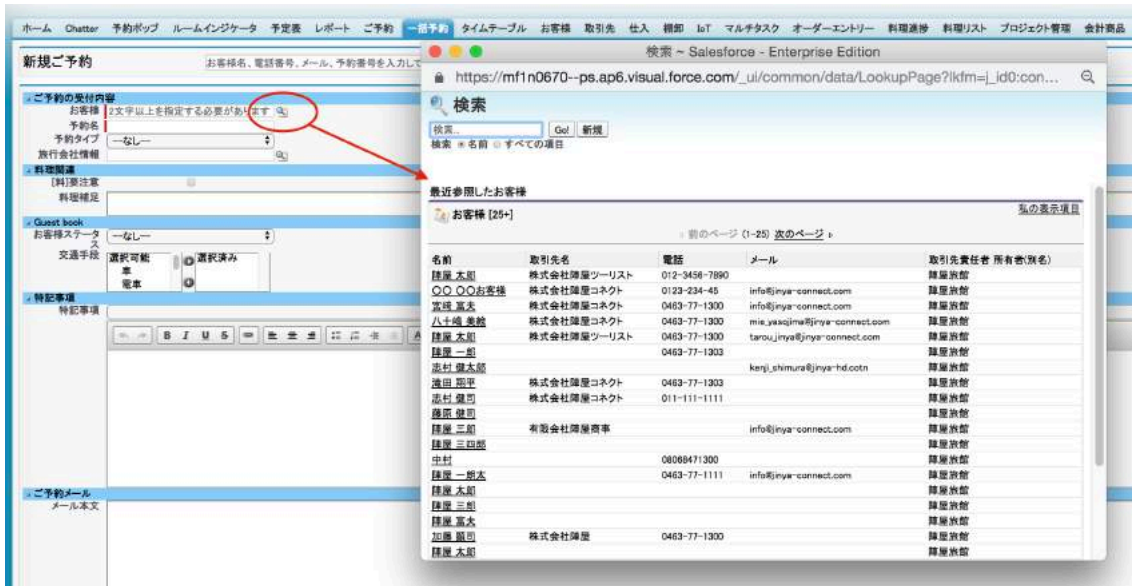 ホーム Chatter 予約ポップ ルームインジケータ 予定表 レポート ご予約 一括予約 タイムテーブル お客様 取引先 仕入 棚卸 IoT マルチタスク オーダーエントリー 料理進捗 料理リスト プロジェクト管理 会計商品
新規ご予約
お客様名、電話番号、メール、予約番号を入力して
ご予約の受付内容
お客様 2文字以上を指定する必要があります
予約名
予約タイプ --なし--
旅行会社情報
料理関連
[料]要注意
料理補足
Guest book
お客様ステータス --なし--
交通手段 選択可能 選択済み
車
電車
特記事項
特記事項
B I U S
ご予約メール
メール本文
検索 ~ Salesforce - Enterprise Edition
https://mf1n0670--ps.ap6.visual.force.com/_ui/common/data/LookupPage?lkfm=j_id0:con...
検索
検索.. Go! 新規
検索 名前 すべての項目
最近参照したお客様
お客様 [25+] 私の表示項目
前のページ (1-25) 次のページ
名前 取引先名 電話 メール 取引先責任者 所有者(別名)
陣屋 太郎 株式会社陣屋ツーリスト 012-3456-7890 陣屋旅館
〇〇 〇〇お客様 株式会社陣屋コネクト 0123-234-45 info@jinya-connect.com 陣屋旅館
宮﨑 富夫 株式会社陣屋コネクト 0463-77-1300 info@jinya-connect.com 陣屋旅館
八十嶋 美絵 株式会社陣屋コネクト 0463-77-1300 mie_yasojima@jinya-connect.com 陣屋旅館
陣屋 太郎 株式会社陣屋ツーリスト 0463-77-1300 tarou_jinya@jinya-connect.com 陣屋旅館
陣屋 一郎 0463-77-1303 陣屋旅館
志村 健太郎 kenji_shimura@jinya-hd.cotn 陣屋旅館
滝田 翔平 株式会社陣屋コネクト 0463-77-1303 陣屋旅館
志村 健司 株式会社陣屋コネクト 011-111-1111 陣屋旅館
藤原 健司 陣屋旅館
陣屋 三郎 有限会社陣屋商事 info@jinya-connect.com 陣屋旅館
陣屋 三四郎 陣屋旅館
中村 08068471300 陣屋旅館
陣屋 一朗太 0463-77-1111 info@jinya-connect.com 陣屋旅館
陣屋 太郎 陣屋旅館
陣屋 三郎 陣屋旅館
陣屋 富夫 陣屋旅館
加藤 顕司 株式会社陣屋 0463-77-1300 陣屋旅館
陣屋 太郎 陣屋旅館